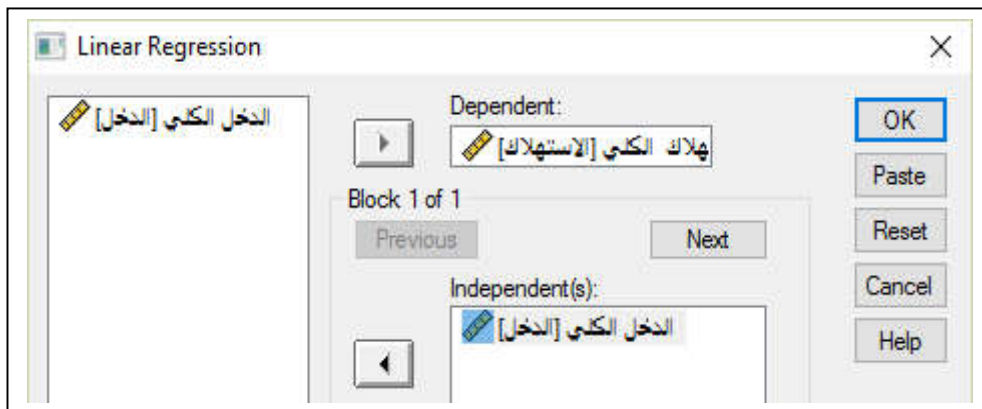 Linear Regression
الدخل الكلي [الدخل]
Dependent:
هلاك الكلي [الاستهلاك]
OK
Paste
Block 1 of 1
Previous
Next
Reset
Independent(s):
الدخل الكلي [الدخل]
Cancel
Help